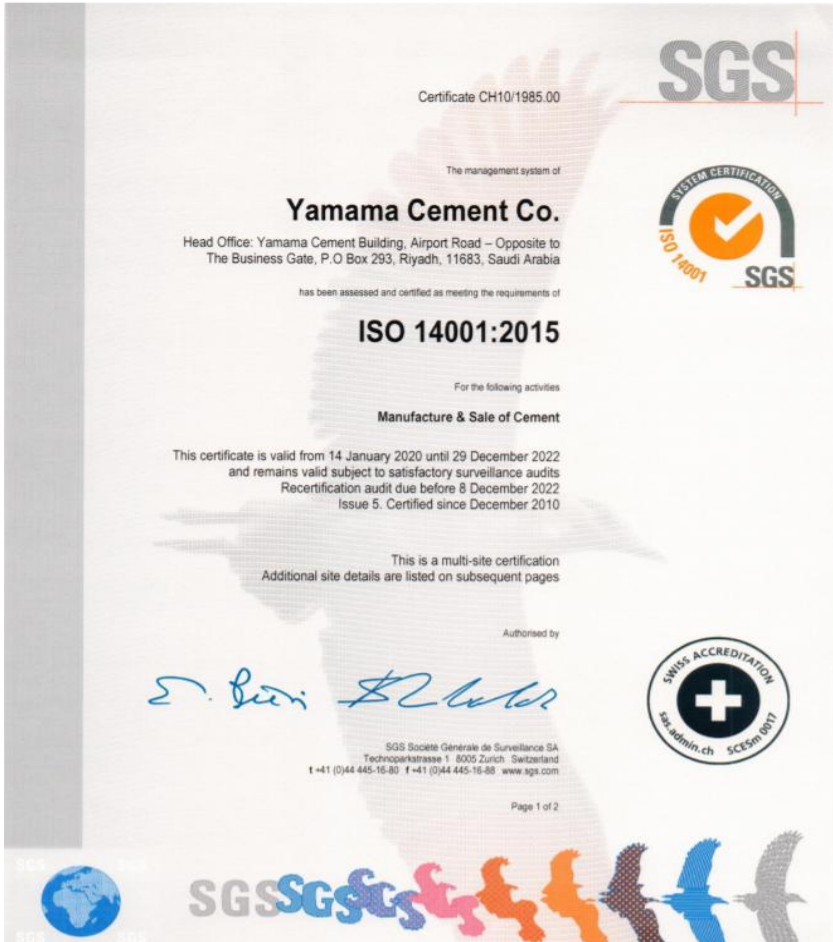 SGS
Certificate CH10/1985.00
The management system of
Yamama Cement Co.
Head Office: Yamama Cement Building, Airport Road – Opposite to
The Business Gate, P.O Box 293, Riyadh, 11683, Saudi Arabia
has been assessed and certified as meeting the requirements of
ISO 14001:2015
For the following activities
Manufacture & Sale of Cement
This certificate is valid from 14 January 2020 until 29 December 2022
and remains valid subject to satisfactory surveillance audits
Recertification audit due before 8 December 2022
Issue 5. Certified since December 2010
This is a multi-site certification
Additional site details are listed on subsequent pages
Authorised by
SGS Société Générale de Surveillance SA
Technoparkstrasse 1 8005 Zurich Switzerland
t +41 (0)44 445-16-80 f +41 (0)44 445-16-88 www.sgs.com
Page 1 of 2
SYSTEM CERTIFICATION
ISO 14001
SGS
SWISS ACCREDITATION
sas.admin.ch SCESm 0017
SGS SGS
SGS SGS
SGSSGSSGSSGS